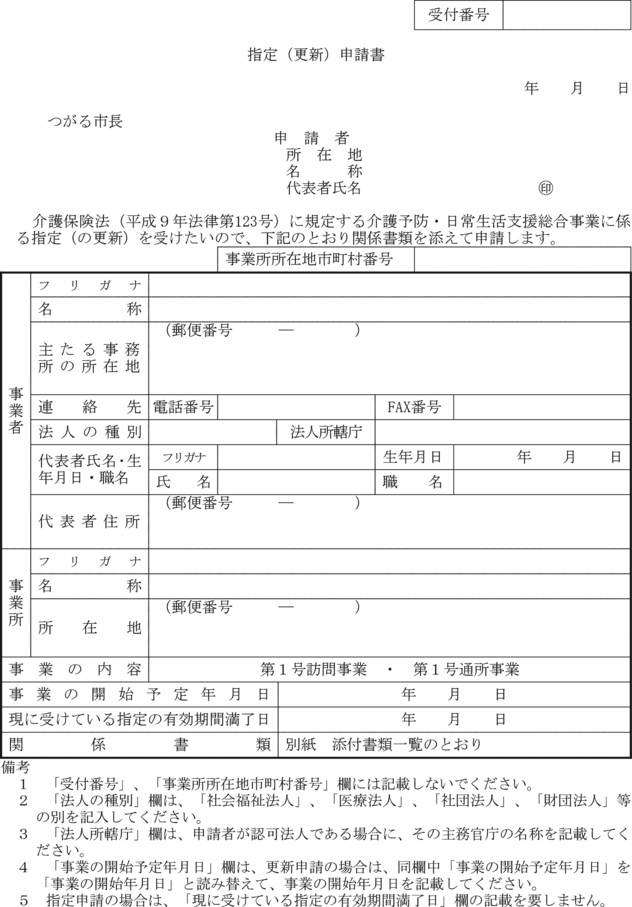 受付番号
指定（更新）申請書
年　　月　　日
つがる市長
申　請　者
所　在　地
名　　　称
代表者氏名　　　　　　　　　　　　㊞
介護保険法（平成９年法律第123号）に規定する介護予防・日常生活支援総合事業に係
る指定（の更新）を受けたいので、下記のとおり関係書類を添えて申請します。
事業所所在地市町村番号
事業者
フ　リ　ガ　ナ
名　　　　　称
主たる事務
所の所在地
（郵便番号　　　―　　　　）
連　絡　先　電話番号　FAX番号
法人の種別　法人所轄庁
代表者氏名・生
年月日・職名
フリガナ　生年月日　年　　月　　日
氏　名　職　名
代表者住所
（郵便番号　　　―　　　　）
事業所
フ　リ　ガ　ナ
名　　　　　称
所　在　地
（郵便番号　　　―　　　　）
事　業　の　内　容　第１号訪問事業　・　第１号通所事業
事業の開始予定年月日　年　　月　　日
現に受けている指定の有効期間満了日　年　　月　　日
関　係　書　類　別紙　添付書類一覧のとおり
備考
１　「受付番号」、「事業所所在地市町村番号」欄には記載しないでください。
２　「法人の種別」欄は、「社会福祉法人」、「医療法人」、「社団法人」、「財団法人」等
の別を記入してください。
３　「法人所轄庁」欄は、申請者が認可法人である場合に、その主務官庁の名称を記載してく
ださい。
４　「事業の開始予定年月日」欄は、更新申請の場合は、同欄中「事業の開始予定年月日」を
「事業の開始年月日」と読み替えて、事業の開始年月日を記載してください。
５　指定申請の場合は、「現に受けている指定の有効期間満了日」欄の記載を要しません。